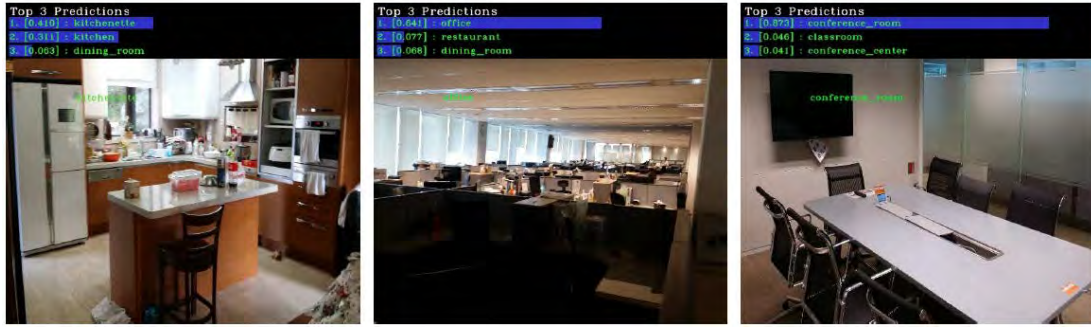 Top 3 Predictions
1. [0.410] : kitchenette
2. [0.311] : kitchen
3. [0.063] : dining_room
kitchenette
Top 3 Predictions
1. [0.641] : office
2. [0.077] : restaurant
3. [0.068] : dining_room
office
Top 3 Predictions
1. [0.873] : conference_room
2. [0.046] : classroom
3. [0.041] : conference_center
conference_room